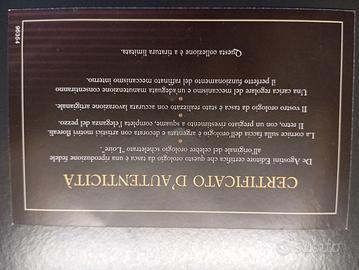 CERTIFICATO D'AUTENTICITÀ
De Agostini Editore certifica che questo orologio da tasca è una riproduzione fedele
all'originale del celebre orologio scheletrato "Loire".
La cornice sulla faccia dell'orologio è argentata e decorata con artistici motivi floreali.
Il retro, con un pregiato rivestimento a squame, completa l'eleganza del pezzo.
Il vostro orologio da tasca è stato realizzato con accurata lavorazione artigianale.
Una carica regolare del meccanismo e un'adeguata manutenzione consentiranno
il perfetto funzionamento del raffinato meccanismo interno.
Questa collezione è a tiratura limitata.
96354
subito